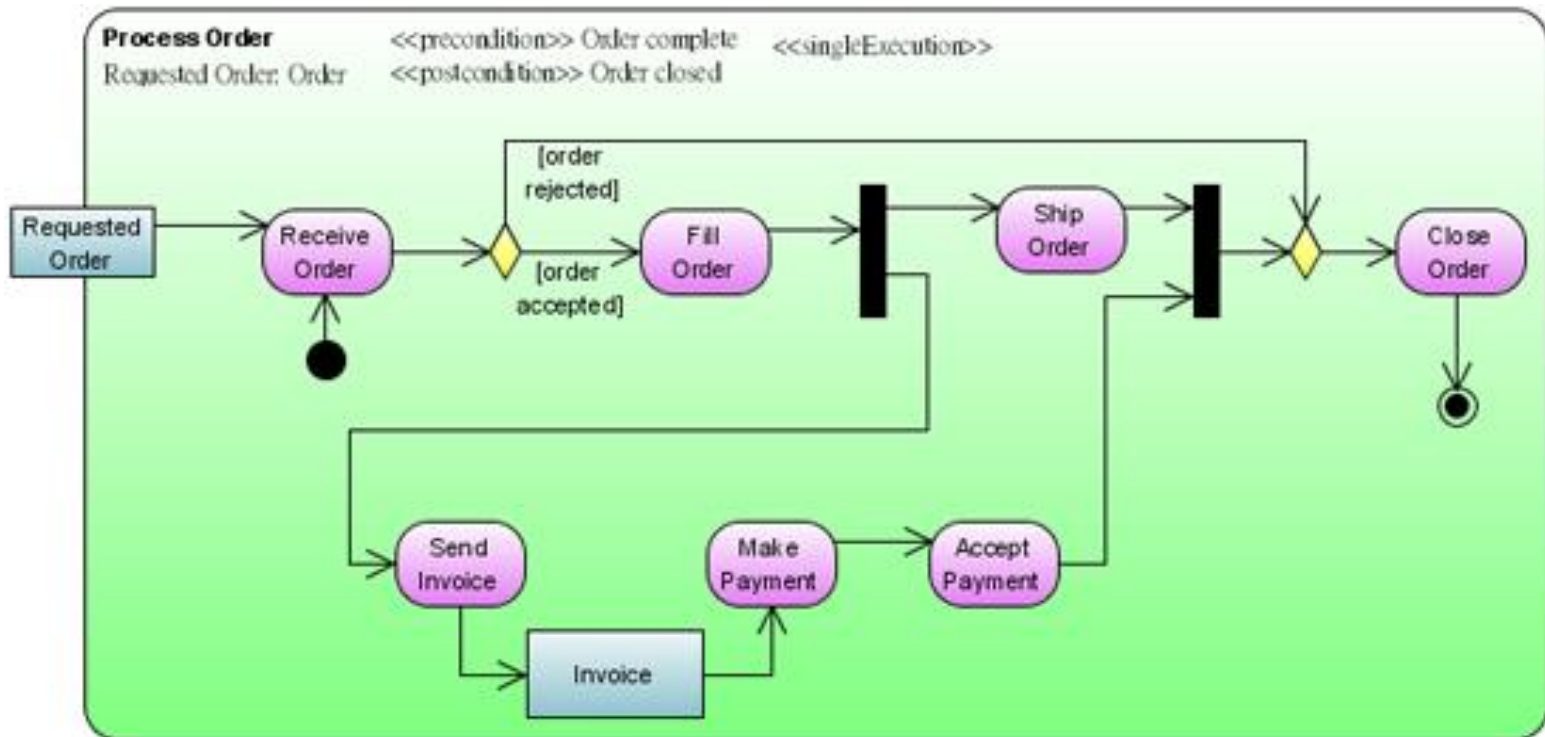 Process Order
Requested Order: Order
<<precondition>> Order complete
<<postcondition>> Order closed
<<singleExecution>>
[order
rejected]
Requested
Order
Receive
Order
[order
accepted]
Fill
Order
Ship
Order
Close
Order
Send
Invoice
Make
Payment
Accept
Payment
Invoice